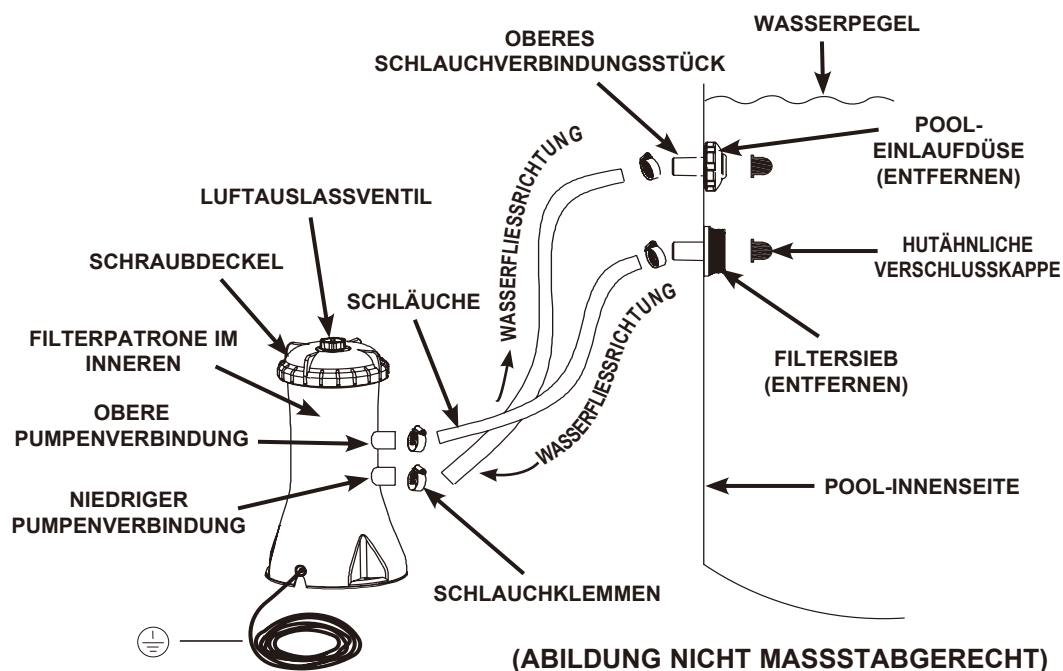 WASSERPEGEL
OBERES
SCHLAUCHVERBINDUNGSSTÜCK
POOL-
EINLAUFDÜSE
(ENTFERNEN)
WASSERFLIESSRICHTUNG
LUFTAUSLASSVENTIL
SCHRAUBDECKEL
HUTÄHNLICHE
VERSCHLUSSKAPPE
SCHLÄUCHE
WASSERFLIESSRICHTUNG
FILTERPATRONE IM
INNEREN
FILTERSIEB
(ENTFERNEN)
OBERE
PUMPENVERBINDUNG
POOL-INNENSEITE
NIEDRIGER
PUMPENVERBINDUNG
SCHLAUCHKLEMMEN
(ABILDUNG NICHT MASSSTABGERECHT)